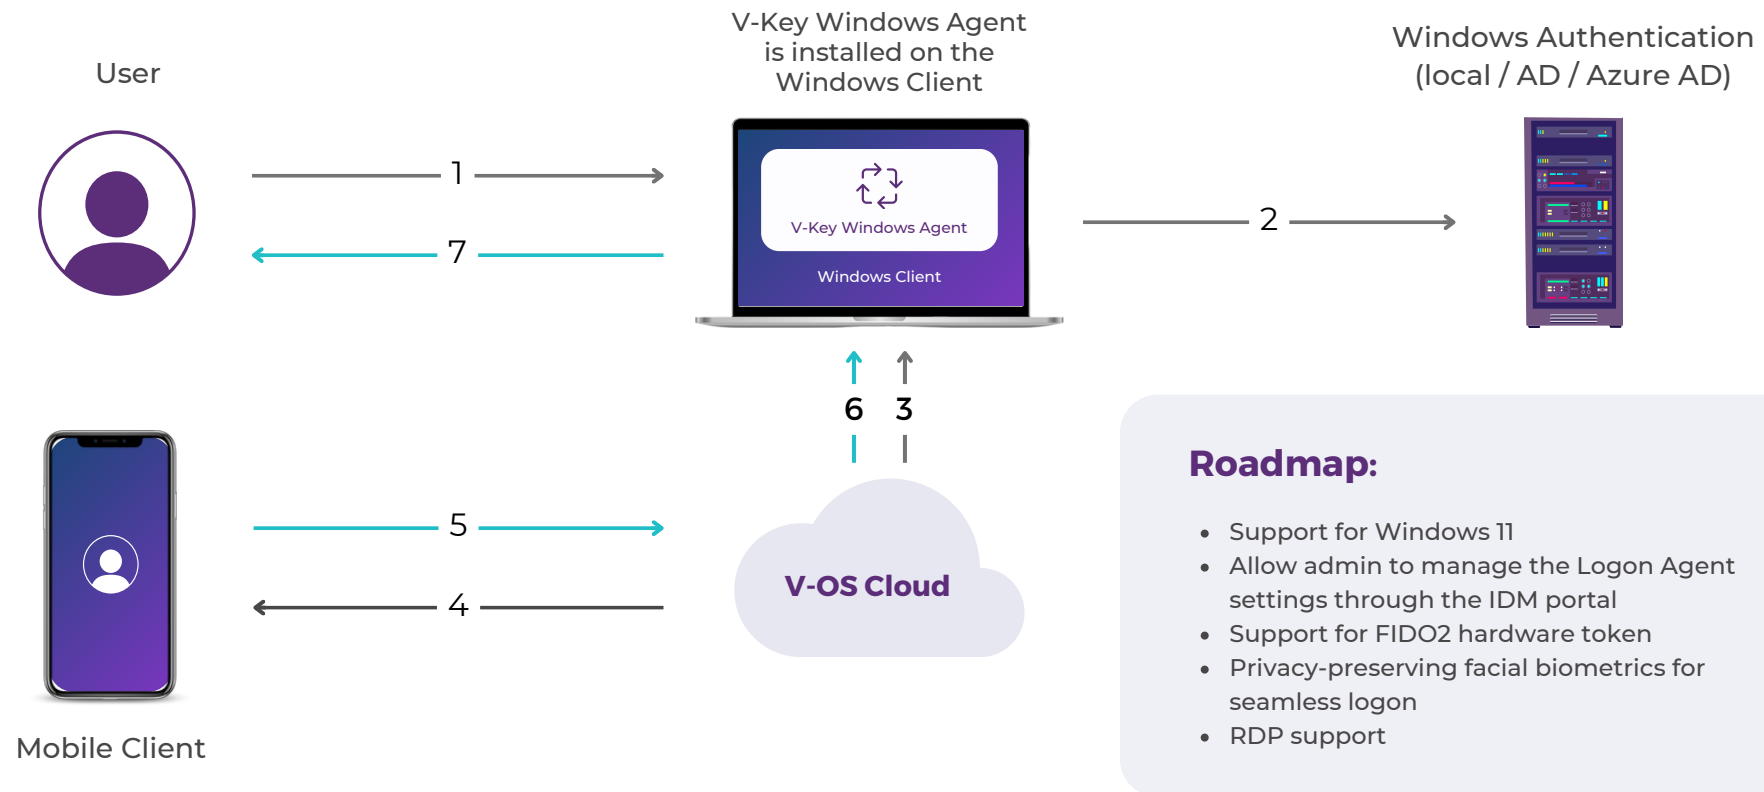 User
V-Key Windows Agent
is installed on the
Windows Client
Windows Authentication
(local / AD / Azure AD)
1
7
V-Key Windows Agent
Windows Client
2
6
3
5
4
V-OS Cloud
Mobile Client
Roadmap:
• Support for Windows 11
• Allow admin to manage the Logon Agent
settings through the IDM portal
• Support for FIDO2 hardware token
• Privacy-preserving facial biometrics for
seamless logon
• RDP support